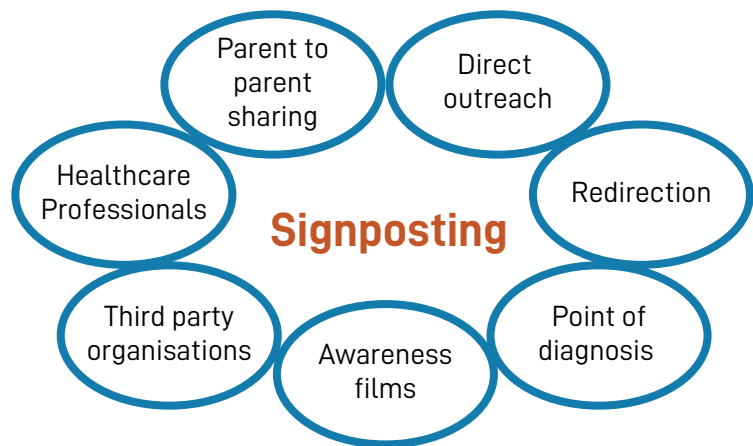 Parent to
parent
sharing
Direct
outreach
Healthcare
Professionals
Redirection
Signposting
Third party
organisations
Awareness
films
Point of
diagnosis